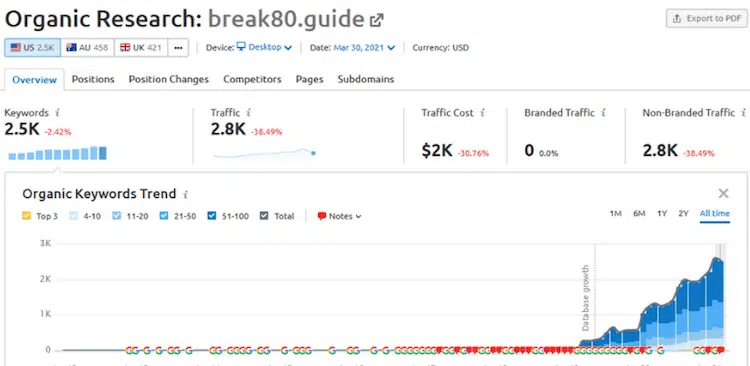 Organic Research: break80.guide
Export to PDF
US 2.5K AU 458 UK 421 ••• Device: Desktop Date: Mar 30, 2021 Currency: USD
Overview Positions Position Changes Competitors Pages Subdomains
Keywords i Traffic i Traffic Cost i Branded Traffic i Non-Branded Traffic i
2.5K -2.42% 2.8K -38.49% $2K -30.76% 0 0.0% 2.8K -38.49%
Organic Keywords Trend i
Top 3 4-10 11-20 21-50 51-100 Total Notes 1M 6M 1Y 2Y All time
3K
2K
1K
0
Database growth